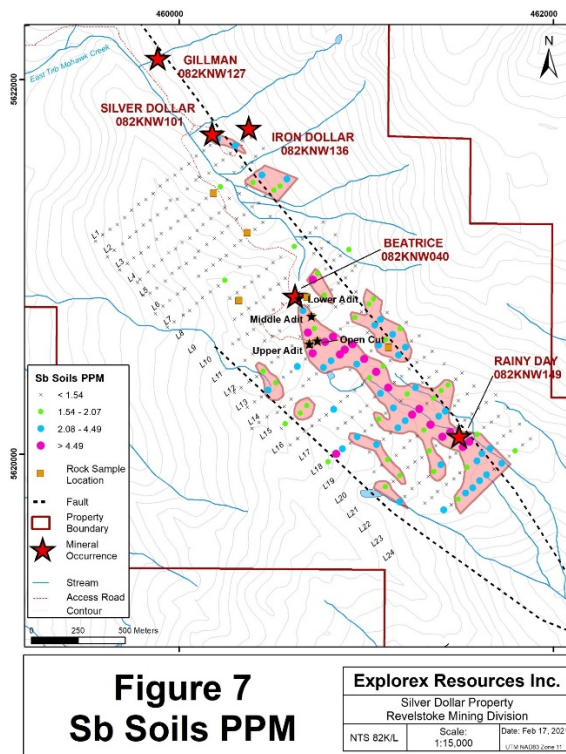 460000
462000
5622000
5620000
N
East Trib Mohawk Creek
GILLMAN
082KNW127
SILVER DOLLAR
082KNW101
IRON DOLLAR
082KNW136
BEATRICE
082KNW040
Lower Adit
Middle Adit
Open Cut
Upper Adit
RAINY DAY
082KNW149
L1
L2
L3
L4
L5
L6
L7
L8
L9
L10
L11
L12
L13
L14
L15
L16
L17
L18
L19
L20
L21
L22
L23
L24
Sb Soils PPM
< 1.54
1.54 - 2.07
2.08 - 4.49
> 4.49
Rock Sample
Location
Fault
Property
Boundary
Mineral
Occurrence
Stream
Access Road
Contour
0 250 500 Meters
Figure 7
Sb Soils PPM
Explorex Resources Inc.
Silver Dollar Property
Revelstoke Mining Division
NTS 82K/L
Scale:
1:15,000
Date: Feb 17, 2021
UTM NAD83 Zone 11